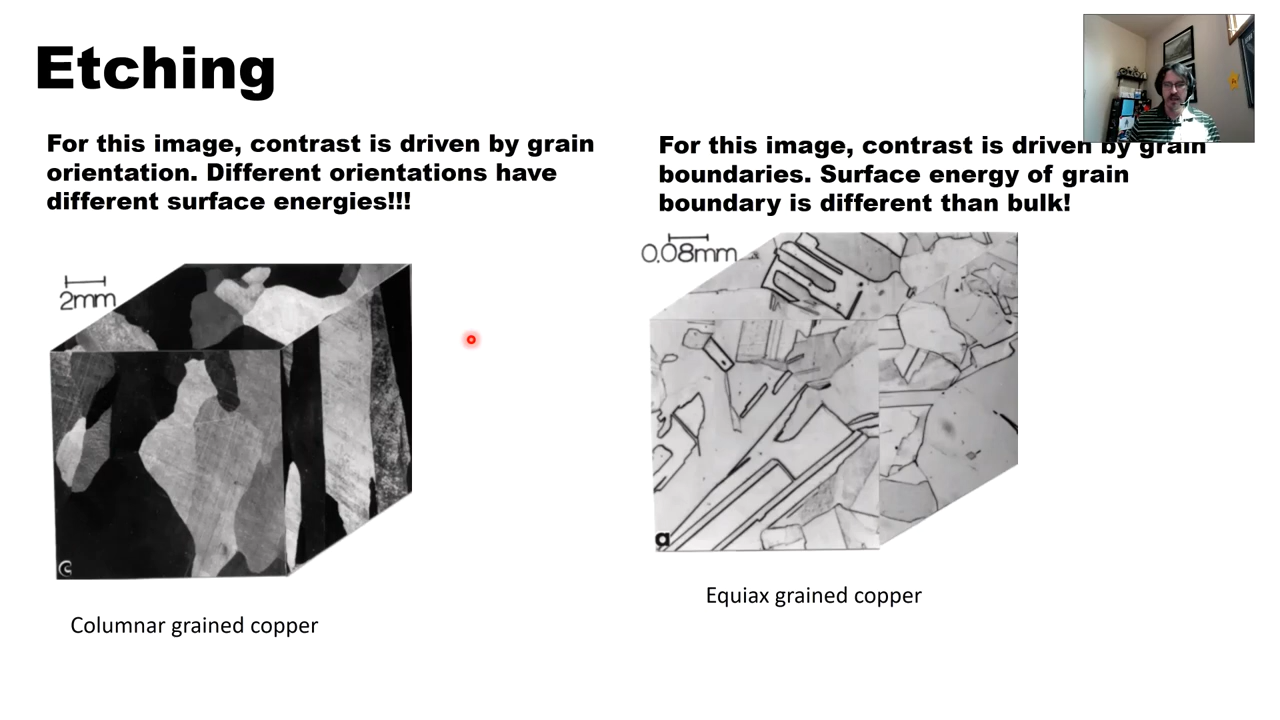 Etching
For this image, contrast is driven by grain
orientation. Different orientations have
different surface energies!!!
2mm
C
Columnar grained copper
For this image, contrast is driven by grain
boundaries. Surface energy of grain
boundary is different than bulk!
0.08mm
a
Equiax grained copper